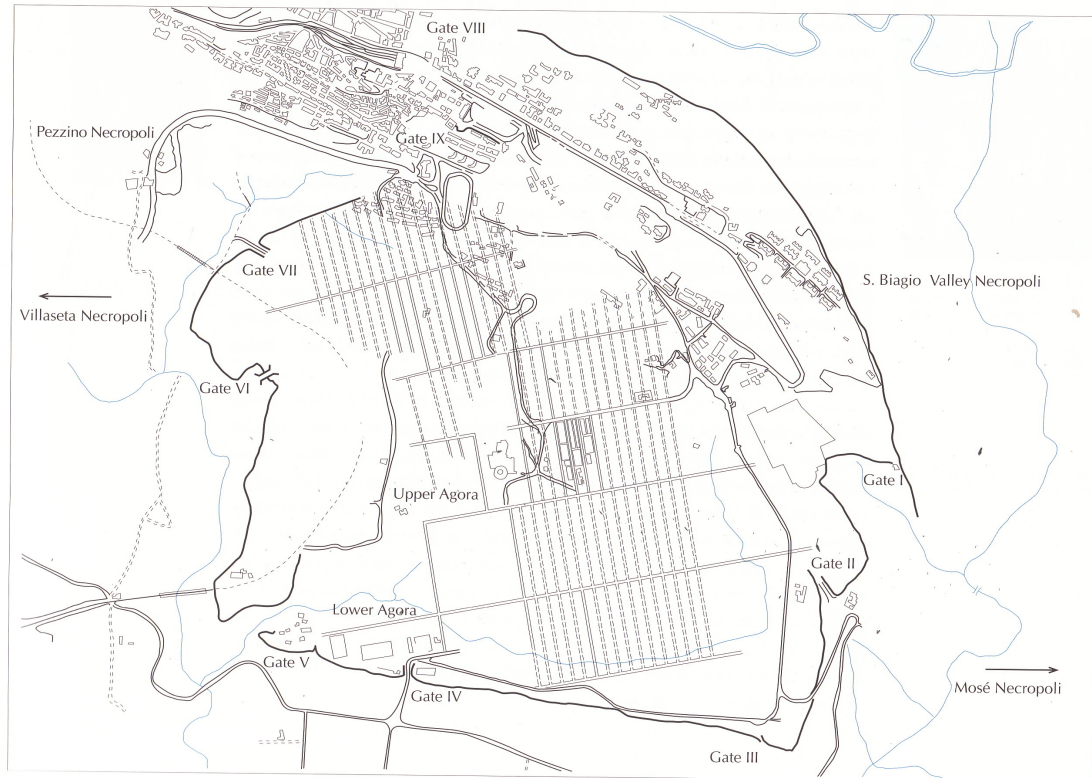 Gate VIII
Pezzino Necropoli
Gate IX
Gate VII
S. Biagio Valley Necropoli
Villaseta Necropoli
Gate VI
Gate I
Upper Agora
Gate II
Lower Agora
Gate V
Gate IV
Mosé Necropoli
Gate III